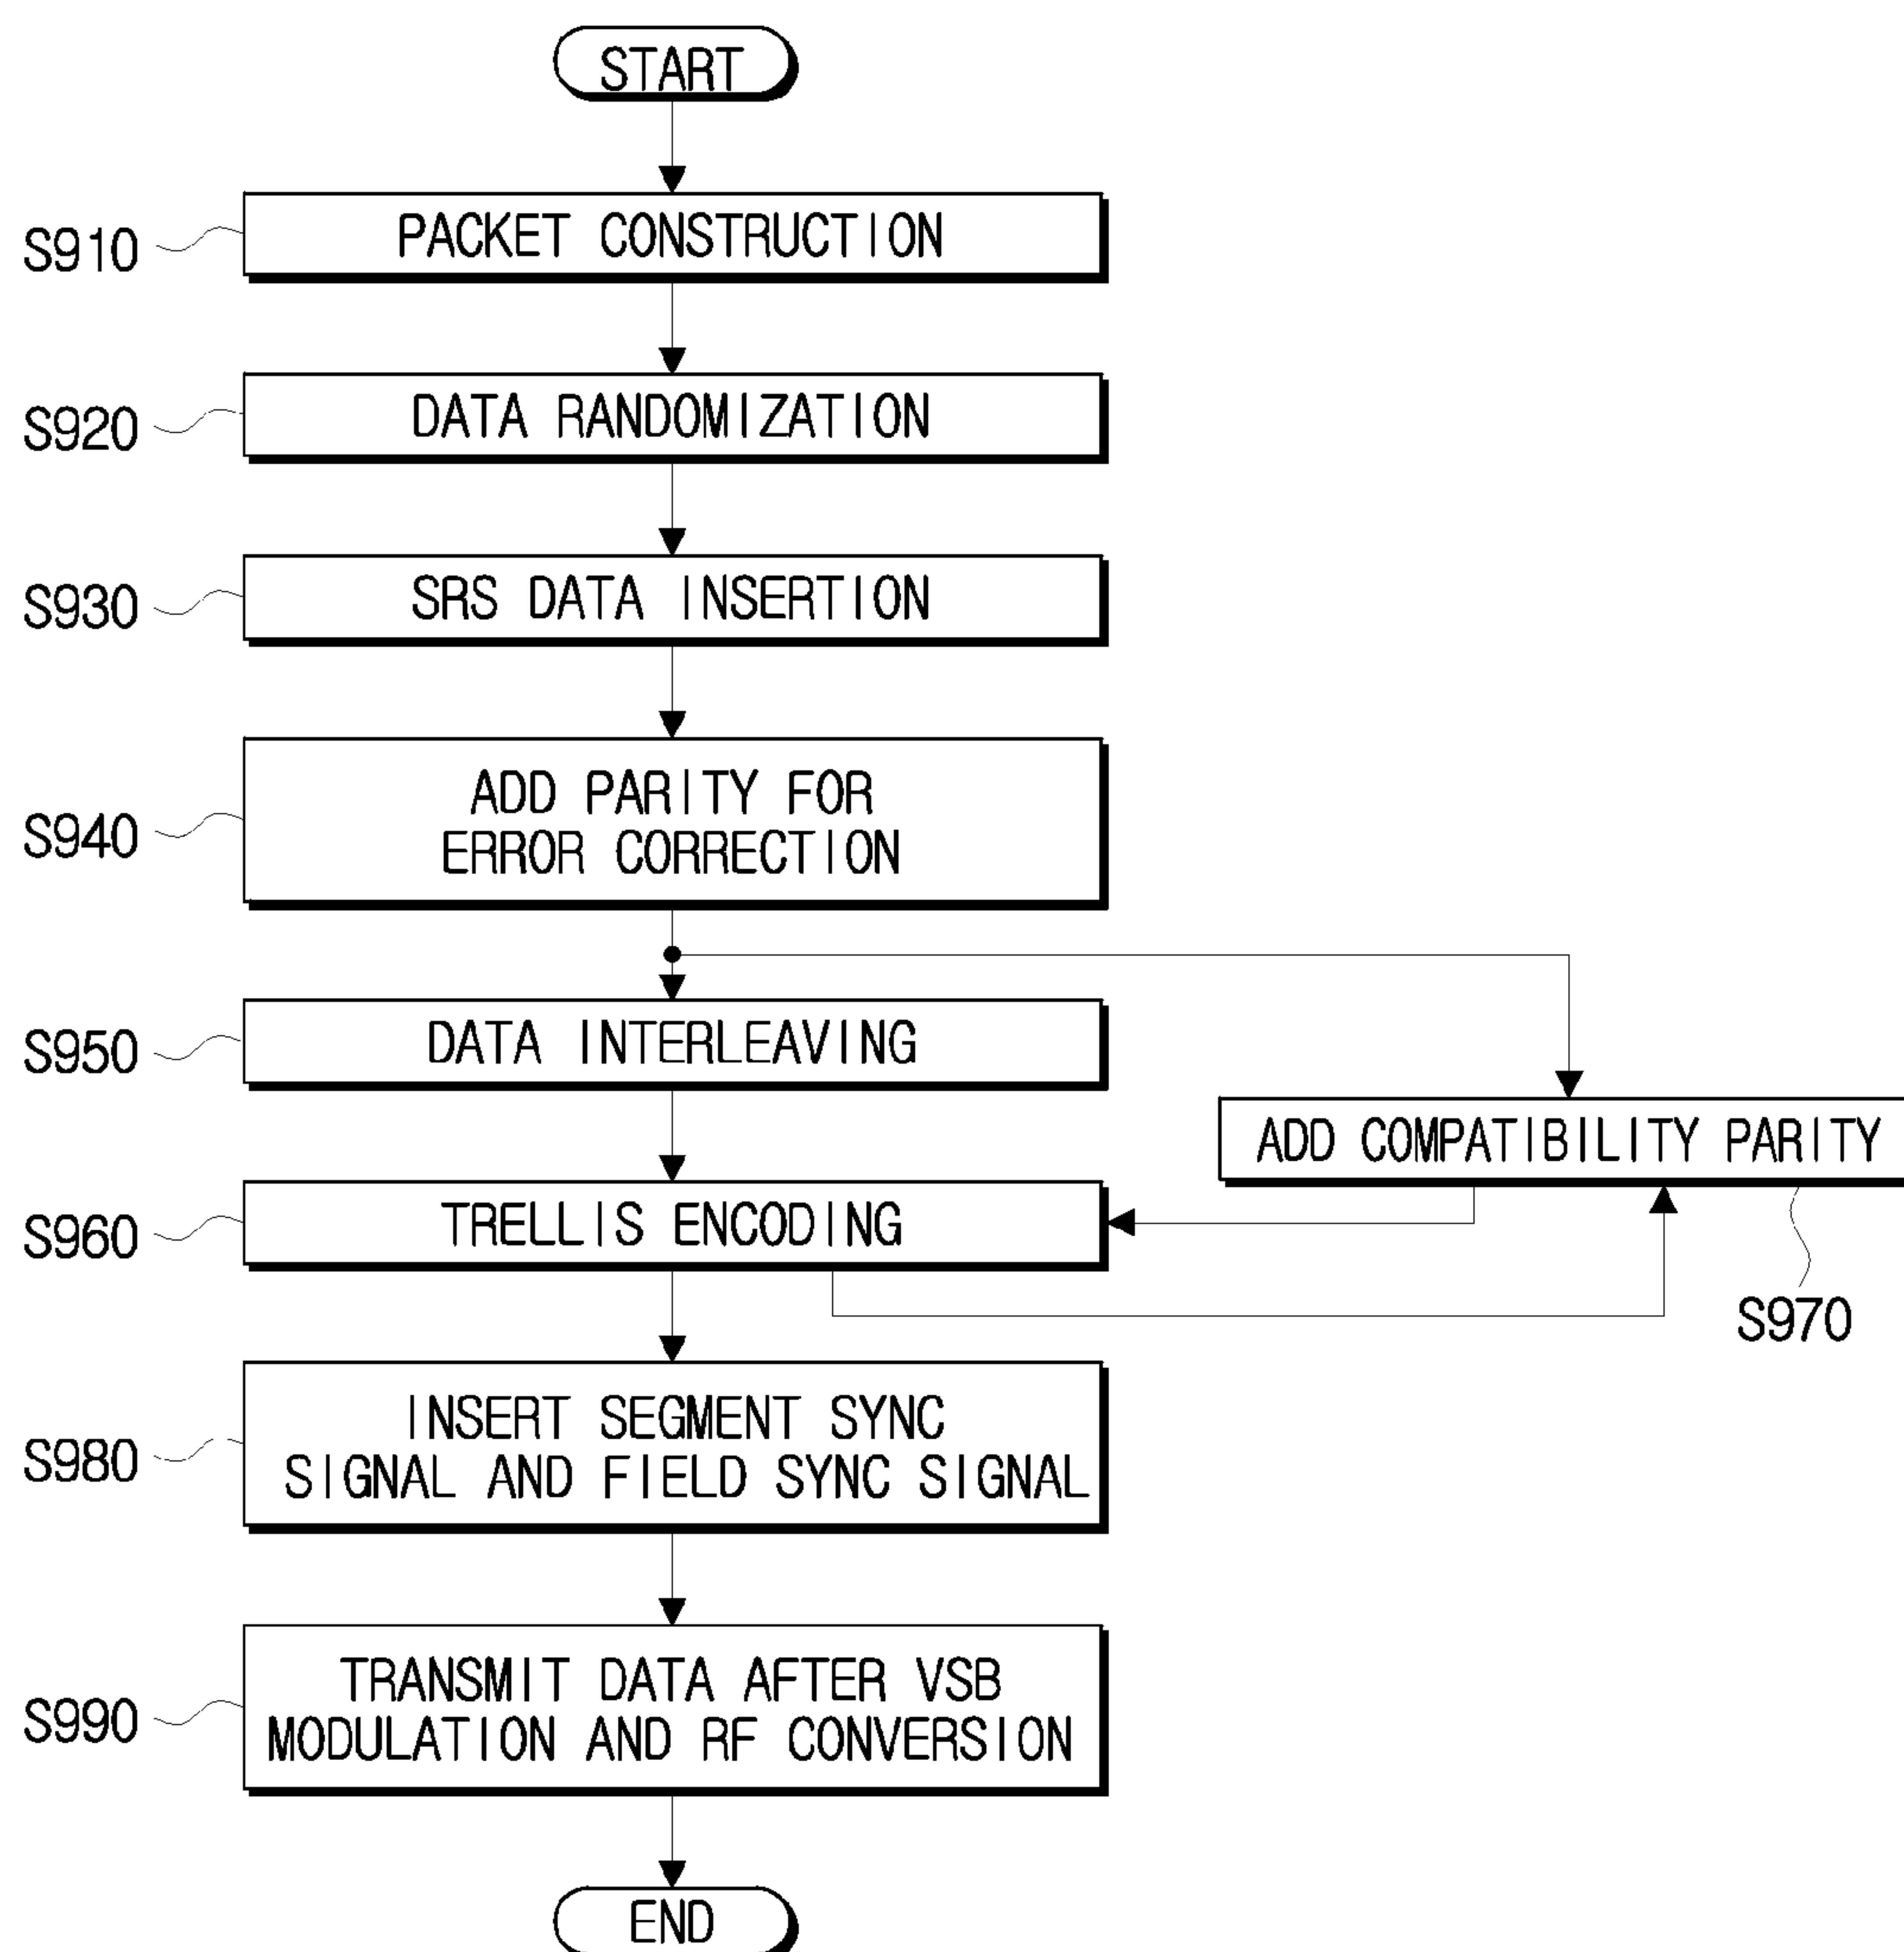 START
S910
PACKET CONSTRUCTION
S920
DATA RANDOMIZATION
S930
SRS DATA INSERTION
S940
ADD PARITY FOR
ERROR CORRECTION
S950
DATA INTERLEAVING
ADD COMPATIBILITY PARITY
S960
TRELLIS ENCODING
S970
S980
INSERT SEGMENT SYNC
SIGNAL AND FIELD SYNC SIGNAL
S990
TRANSMIT DATA AFTER VSB
MODULATION AND RF CONVERSION
END